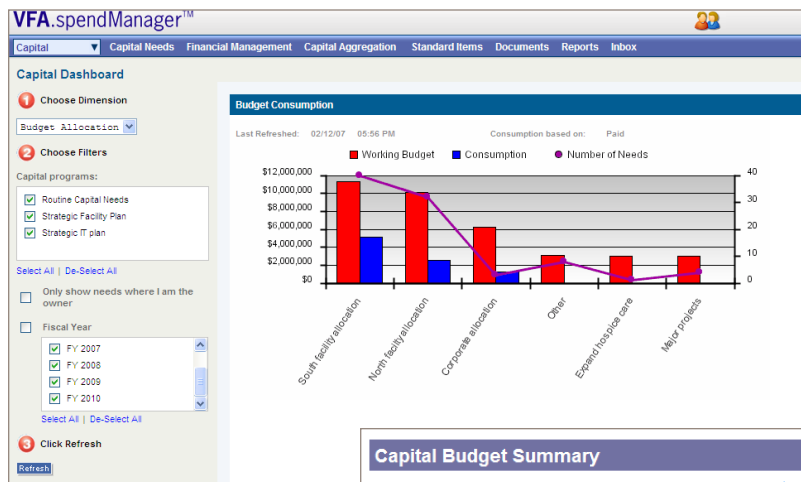 VFA.spendManager™
Capital Capital Needs Financial Management Capital Aggregation Standard Items Documents Reports Inbox
Capital Dashboard
1 Choose Dimension
Budget Allocation
2 Choose Filters
Capital programs:
Routine Capital Needs
Strategic Facility Plan
Strategic IT plan
Select All | De-Select All
Only show needs where I am the
owner
Fiscal Year
FY 2007
FY 2008
FY 2009
FY 2010
Select All | De-Select All
3 Click Refresh
Refresh
Budget Consumption
Last Refreshed: 02/12/07 05:56 PM Consumption based on: Paid
Working Budget Consumption Number of Needs
$12,000,000 40
$10,000,000
30
$8,000,000
$6,000,000 20
$4,000,000
10
$2,000,000
$0 0
South facility allocation
North facility allocation
Corporate allocation
Other
Expand hospice care
Major projects
Capital Budget Summary